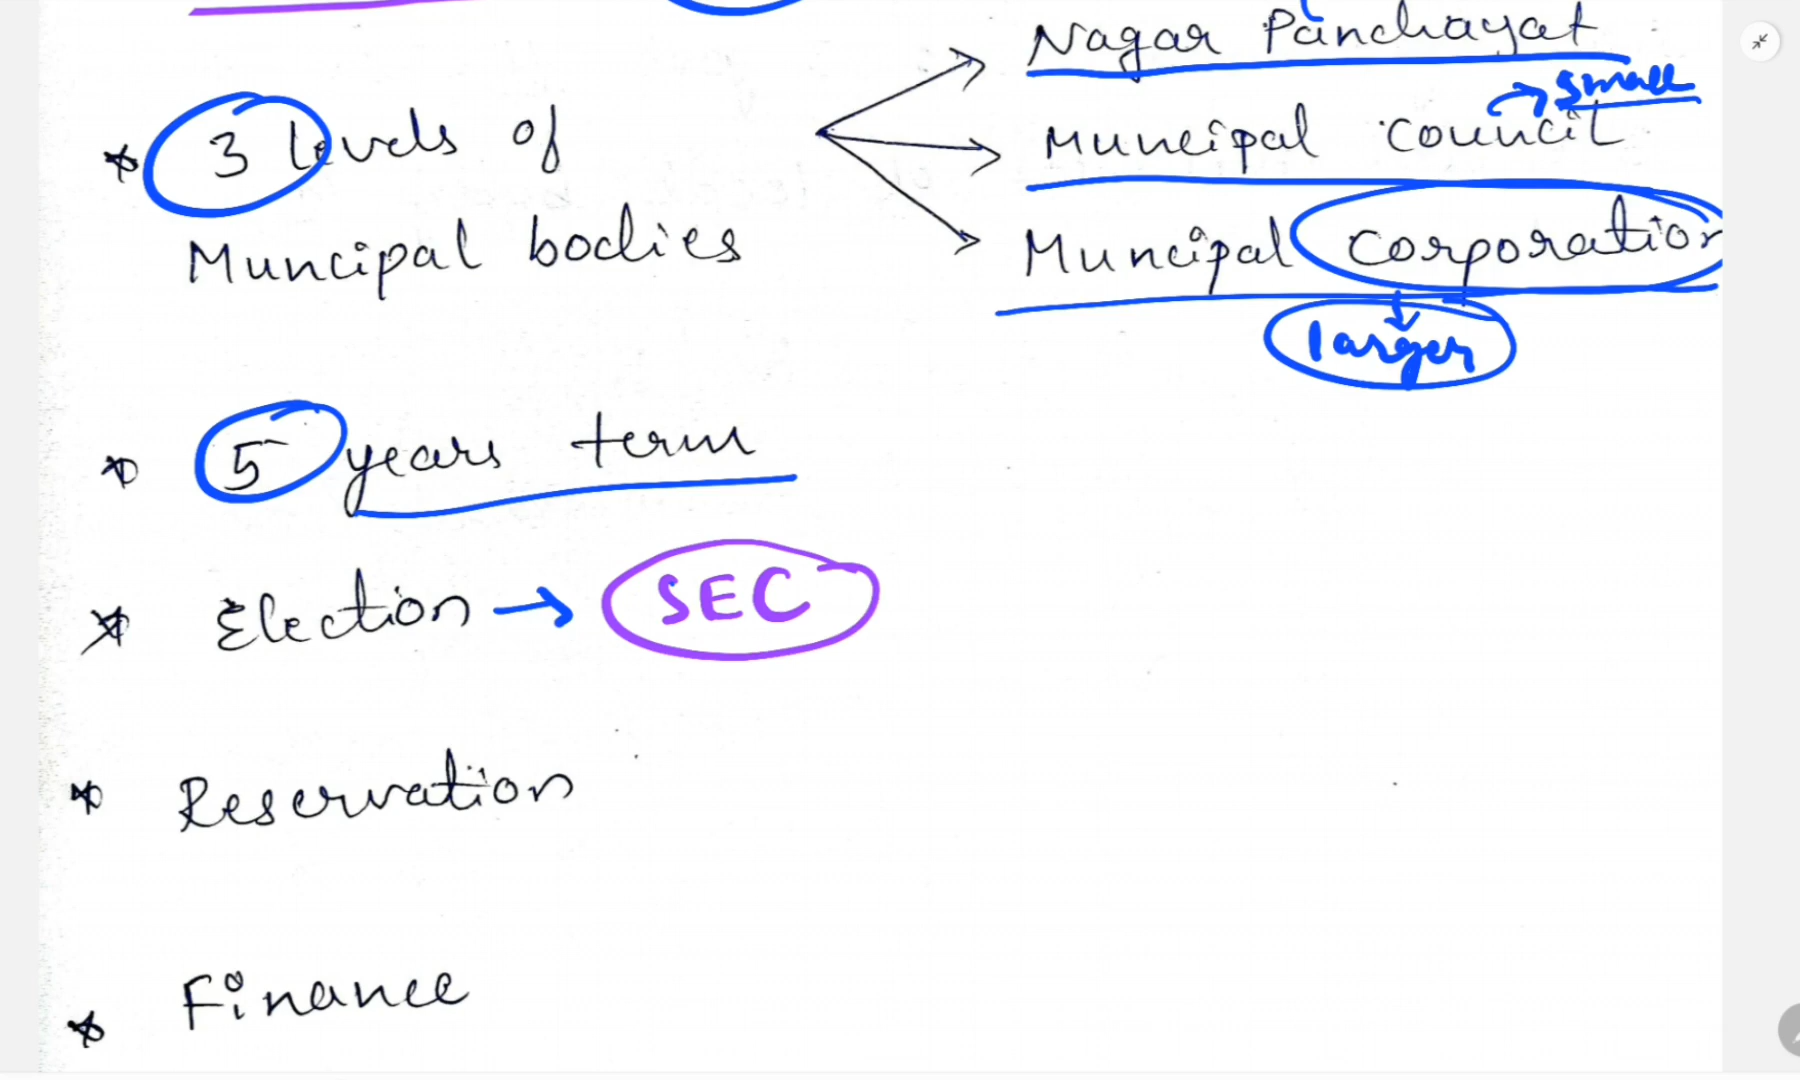 Nagar Panchayat
→ small
* 3 levels of
Muncipal bodies
Muncipal Council
Muncipal Corporation
larger
* 5 years term
* Election → SEC
* Reservation
* Finance